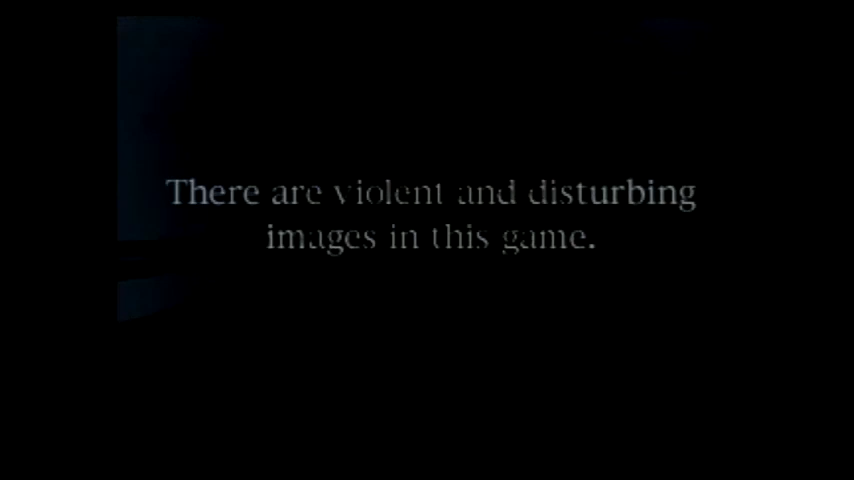 There are violent and disturbing
images in this game.